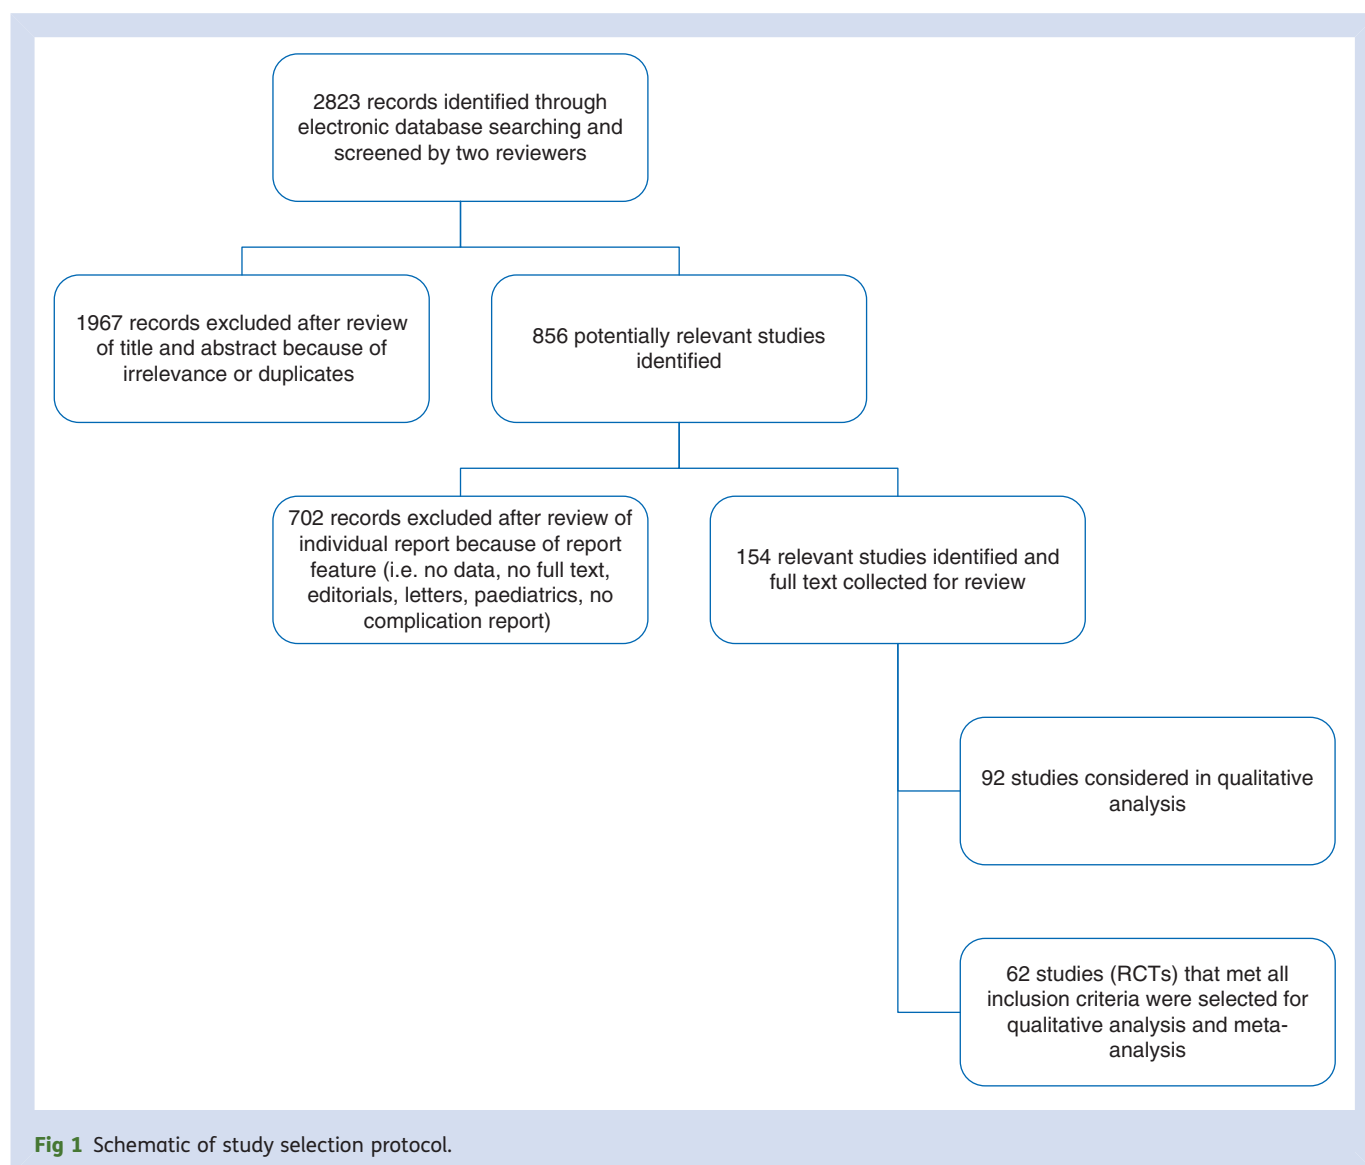 2823 records identified through
electronic database searching and
screened by two reviewers
1967 records excluded after review
of title and abstract because of
irrelevance or duplicates
856 potentially relevant studies
identified
702 records excluded after review of
individual report because of report
feature (i.e. no data, no full text,
editorials, letters, paediatrics, no
complication report)
154 relevant studies identified and
full text collected for review
92 studies considered in qualitative
analysis
62 studies (RCTs) that met all
inclusion criteria were selected for
qualitative analysis and meta-
analysis
Fig 1 Schematic of study selection protocol.